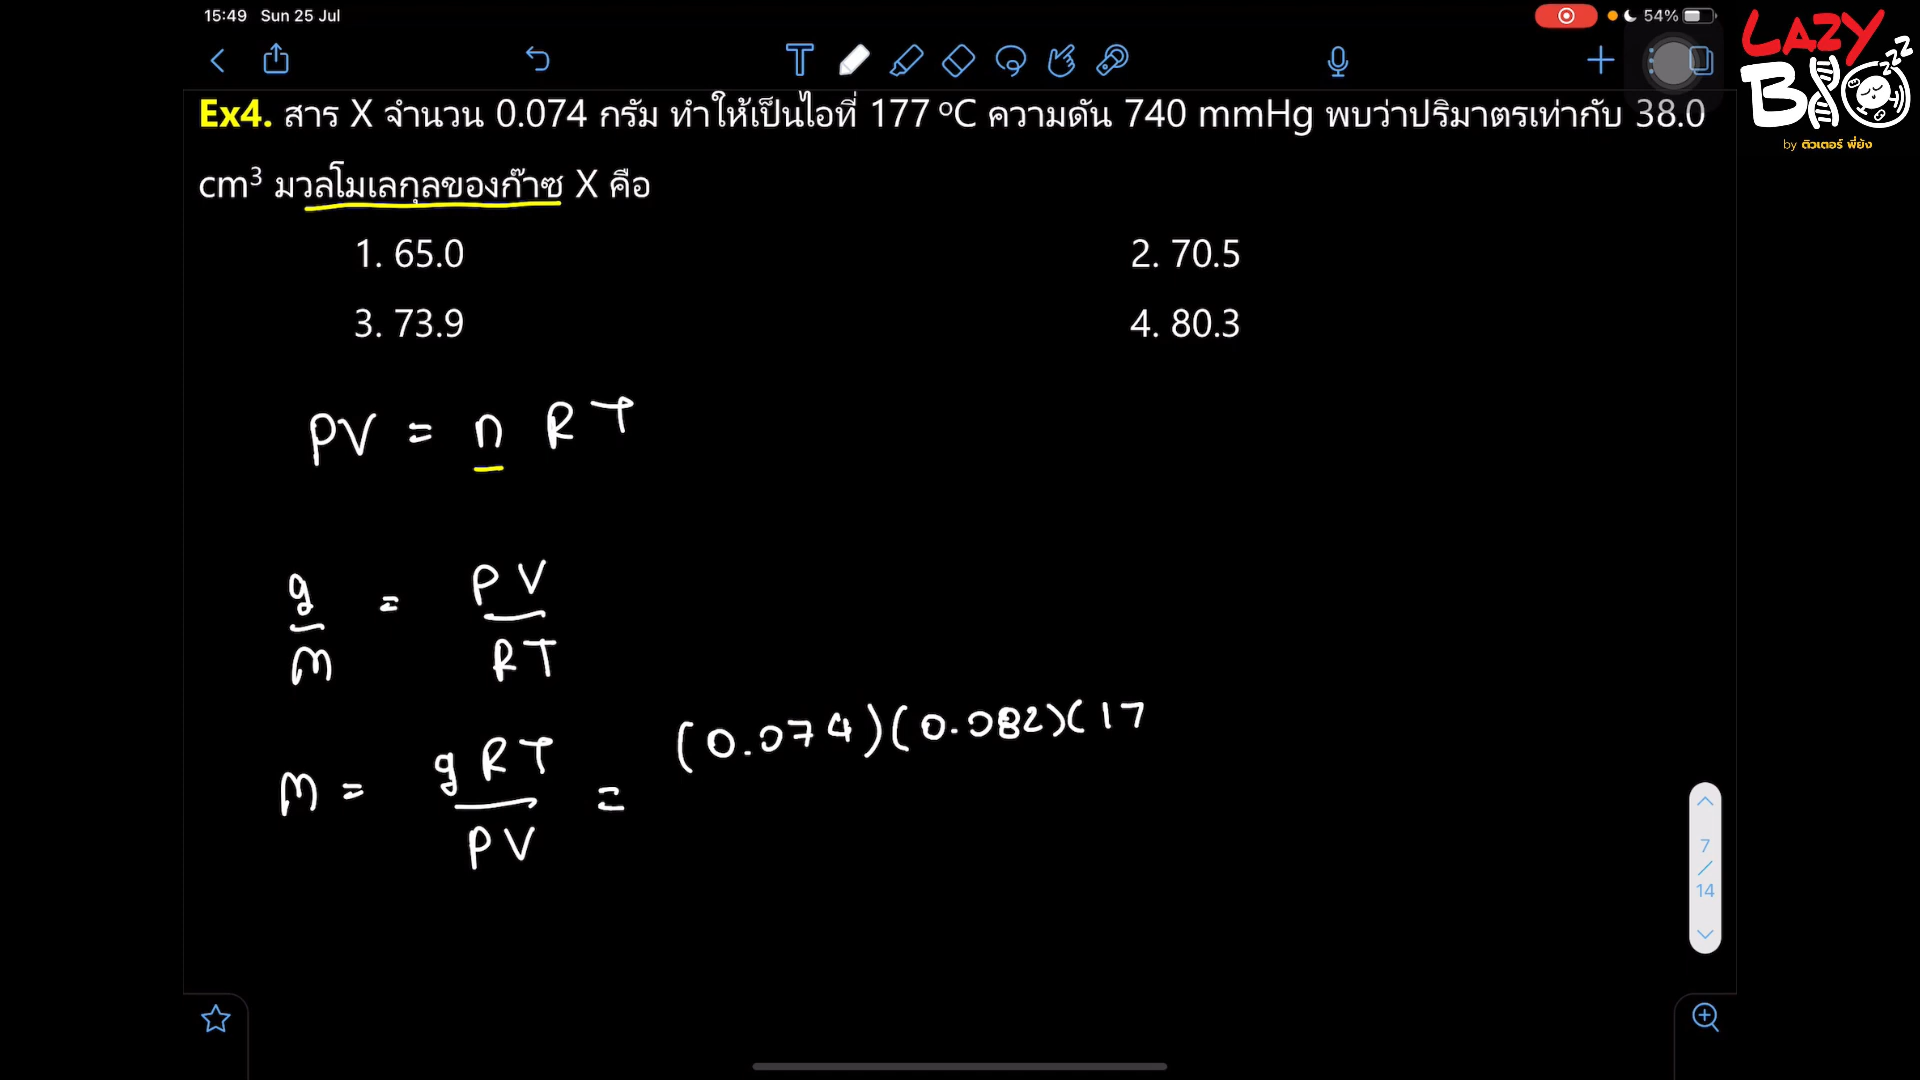 15:49 Sun 25 Jul
54%
LAZY
BIO
ZZZ
by ติวเตอร์ พี่ยัง
Ex4. สาร X จำนวน 0.074 กรัม ทำให้เป็นไอที่ 177 °C ความดัน 740 mmHg พบว่าปริมาตรเท่ากับ 38.0
cm³ มวลโมเลกุลของก๊าซ X คือ
1. 65.0
2. 70.5
3. 73.9
4. 80.3
PV = n R T
g/M = PV/RT
M = gRT/PV = (0.074)(0.082)(17
7
/
14